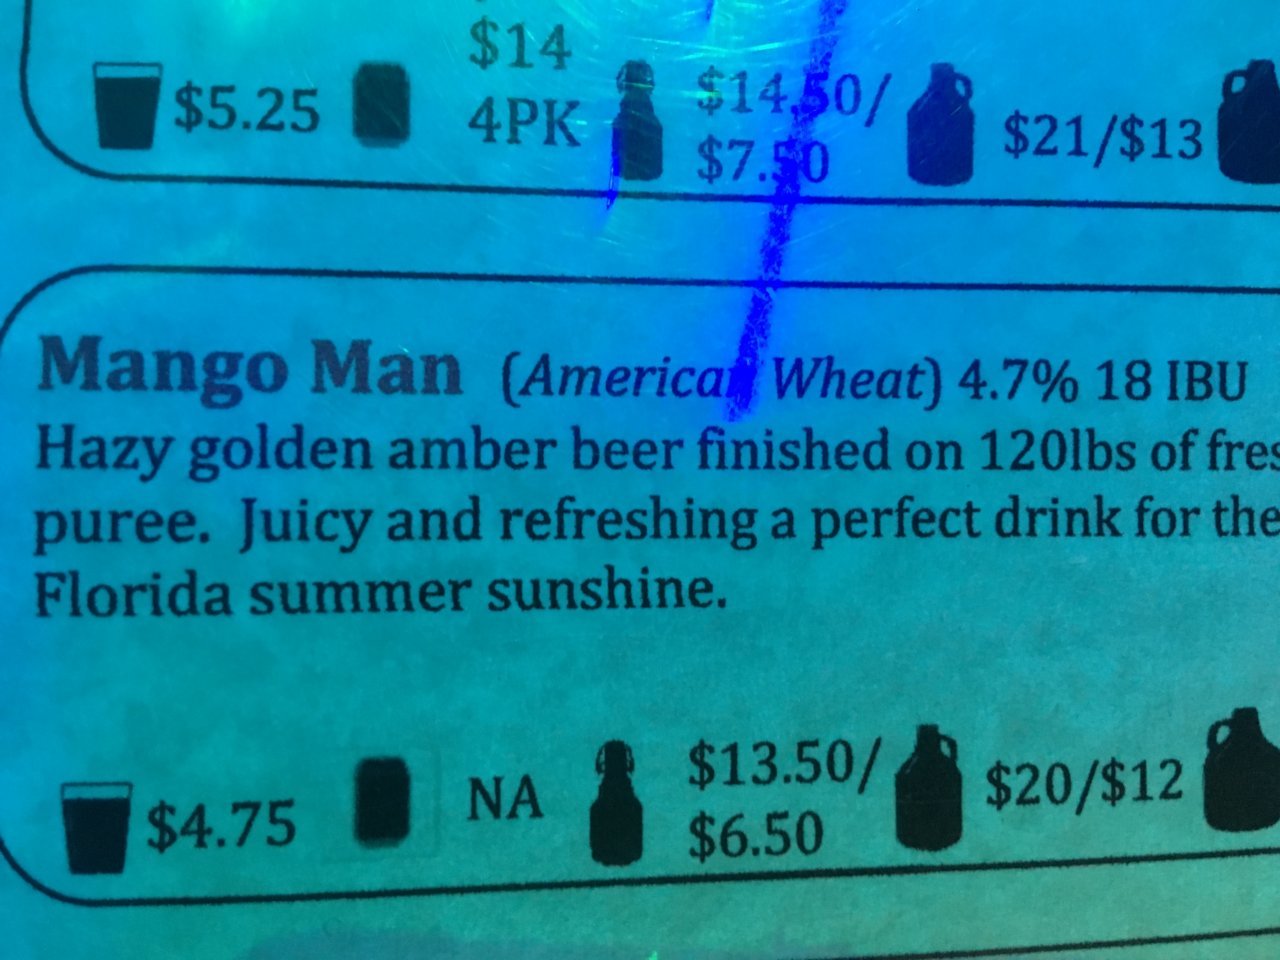 $14
$5.25 4PK $14.50/ $21/$13
$7.50
Mango Man (American Wheat) 4.7% 18 IBU
Hazy golden amber beer finished on 120lbs of
puree. Juicy and refreshing a perfect drink for the
Florida summer sunshine.
$4.75 NA $13.50/ $20/$12
$6.50